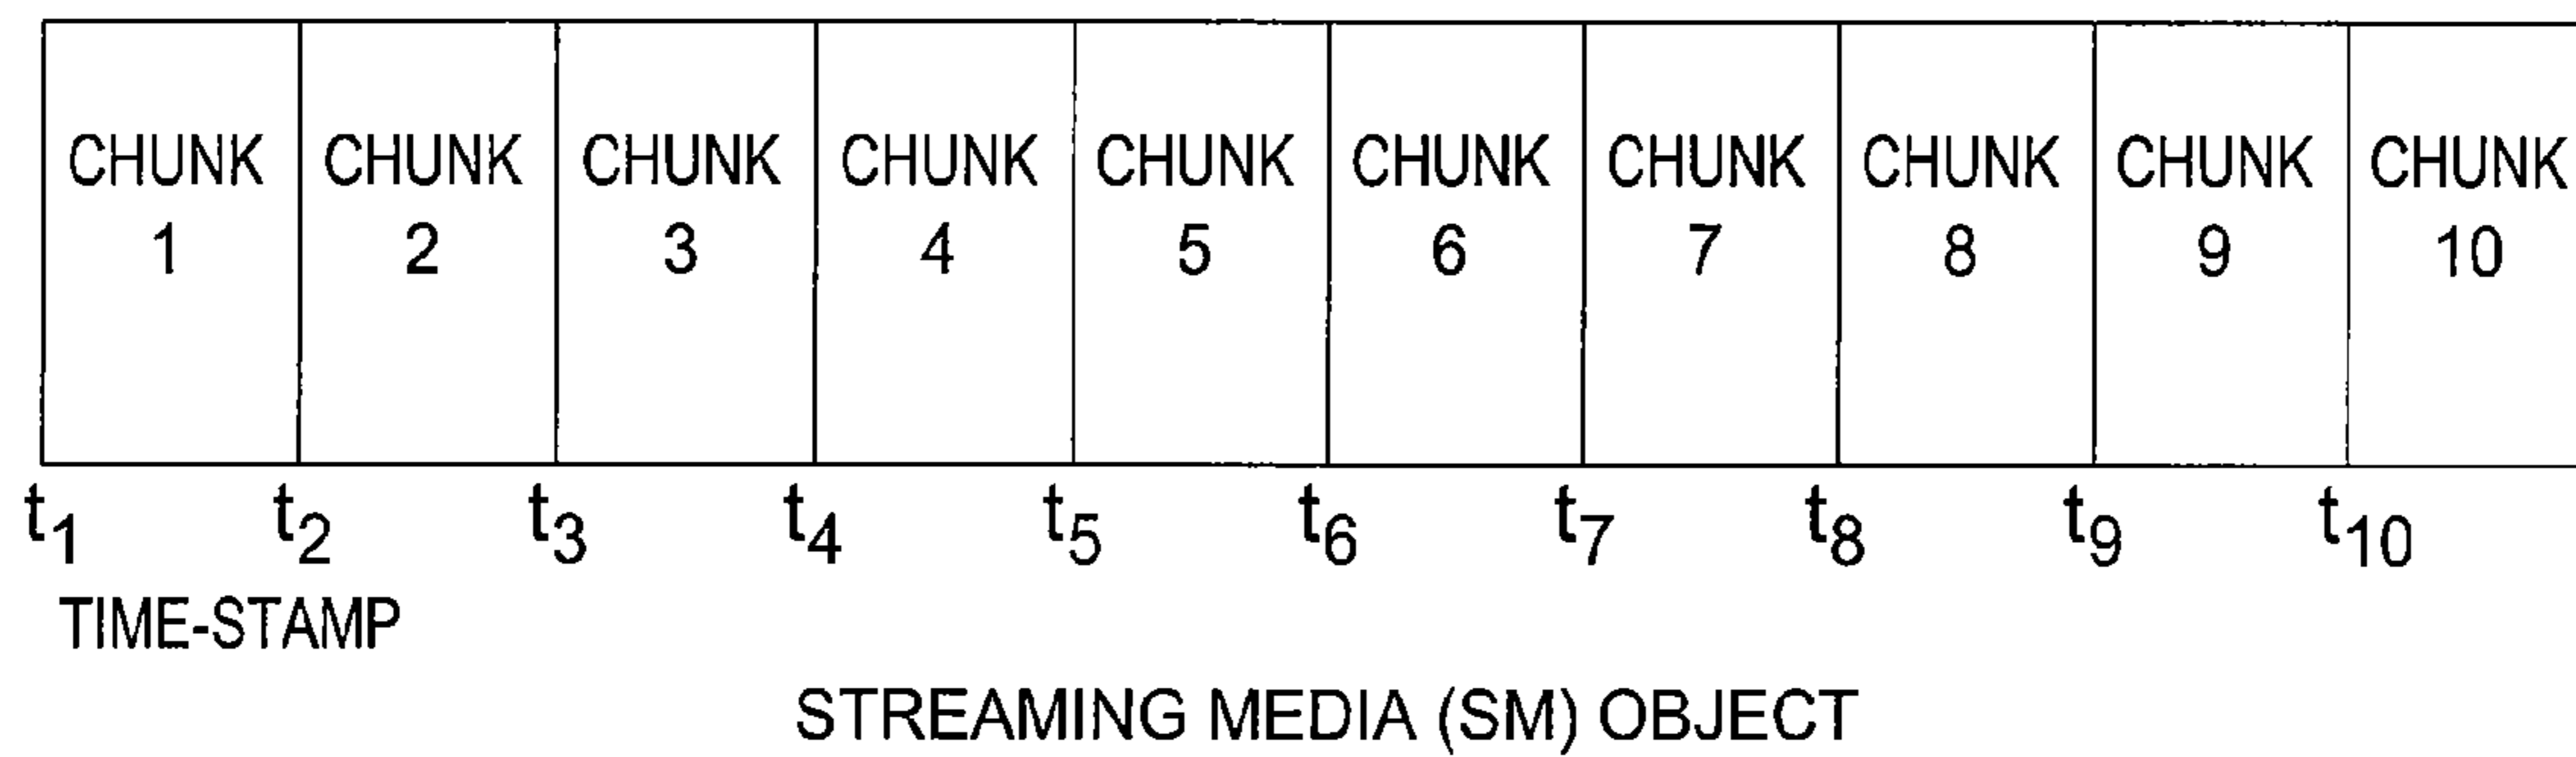 CHUNK CHUNK CHUNK CHUNK CHUNK CHUNK CHUNK CHUNK CHUNK CHUNK
1 2 3 4 5 6 7 8 9 10
t1 t2 t3 t4 t5 t6 t7 t8 t9 t10
TIME-STAMP
STREAMING MEDIA (SM) OBJECT